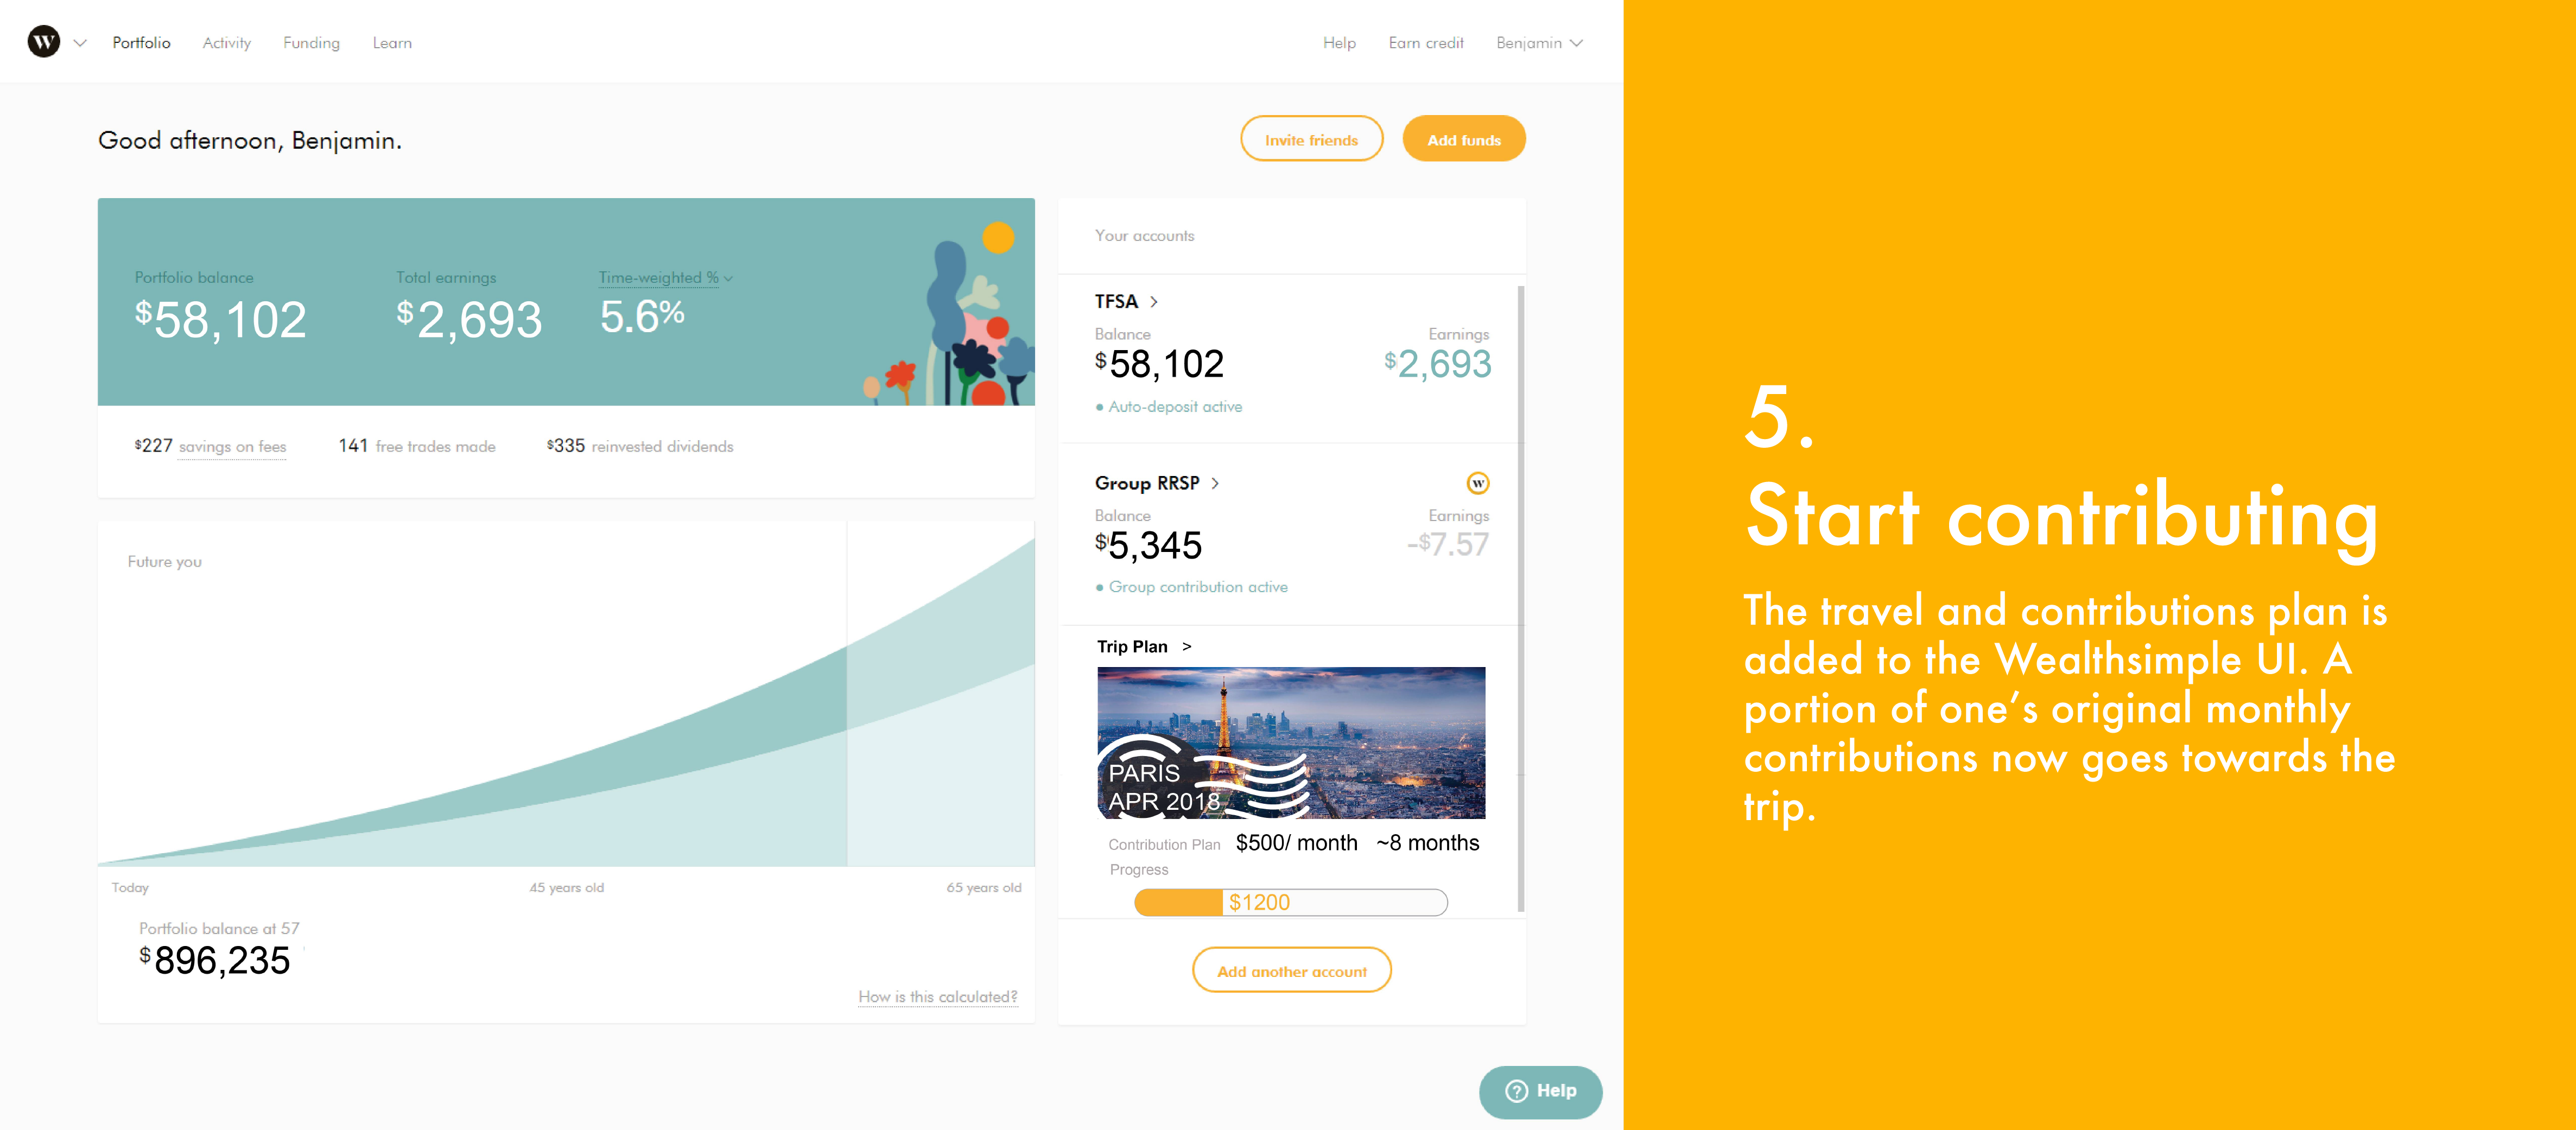 W Portfolio Activity Funding Learn Help Earn credit Benjamin
Good afternoon, Benjamin.
Invite friends Add funds
Portfolio balance Total earnings Time-weighted %
$58,102 $2,693 5.6%
$227 savings on fees 141 free trades made $335 reinvested dividends
Future you
Today 45 years old 65 years old
Portfolio balance at 57
$896,235
How is this calculated?
Your accounts
TFSA >
Balance Earnings
$58,102 $2,693
• Auto-deposit active
Group RRSP > W
Balance Earnings
$5,345 -$7.57
• Group contribution active
Trip Plan >
PARIS
APR 2018
Contribution Plan $500/ month ~8 months
Progress
$1200
Add another account
? Help
5.
Start contributing
The travel and contributions plan is
added to the Wealthsimple UI. A
portion of one’s original monthly
contributions now goes towards the
trip.